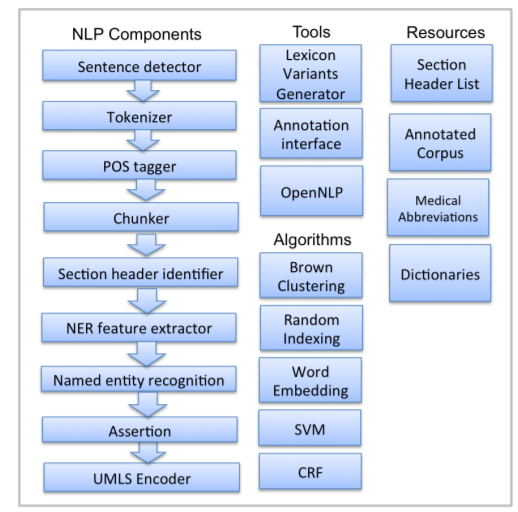 NLP Components
Sentence detector
Tokenizer
POS tagger
Chunker
Section header identifier
NER feature extractor
Named entity recognition
Assertion
UMLS Encoder
Tools
Lexicon
Variants
Generator
Annotation
interface
OpenNLP
Algorithms
Brown
Clustering
Random
Indexing
Word
Embedding
SVM
CRF
Resources
Section
Header List
Annotated
Corpus
Medical
Abbreviations
Dictionaries